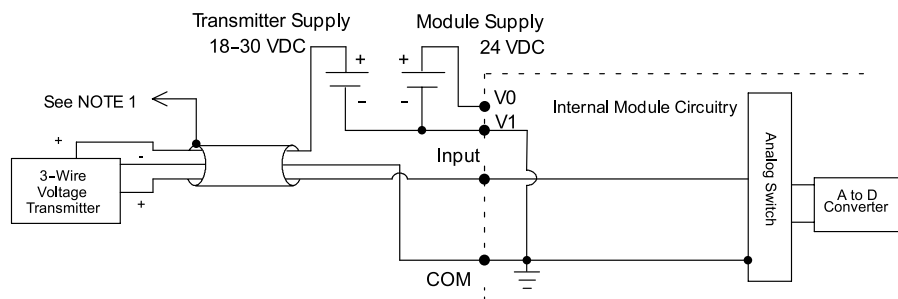 Transmitter Supply
18–30 VDC
Module Supply
24 VDC
+
-
+
-
V0
V1
See NOTE 1
Internal Module Circuitry
Input
+
-
+
3–Wire
Voltage
Transmitter
Analog Switch
A to D
Converter
COM